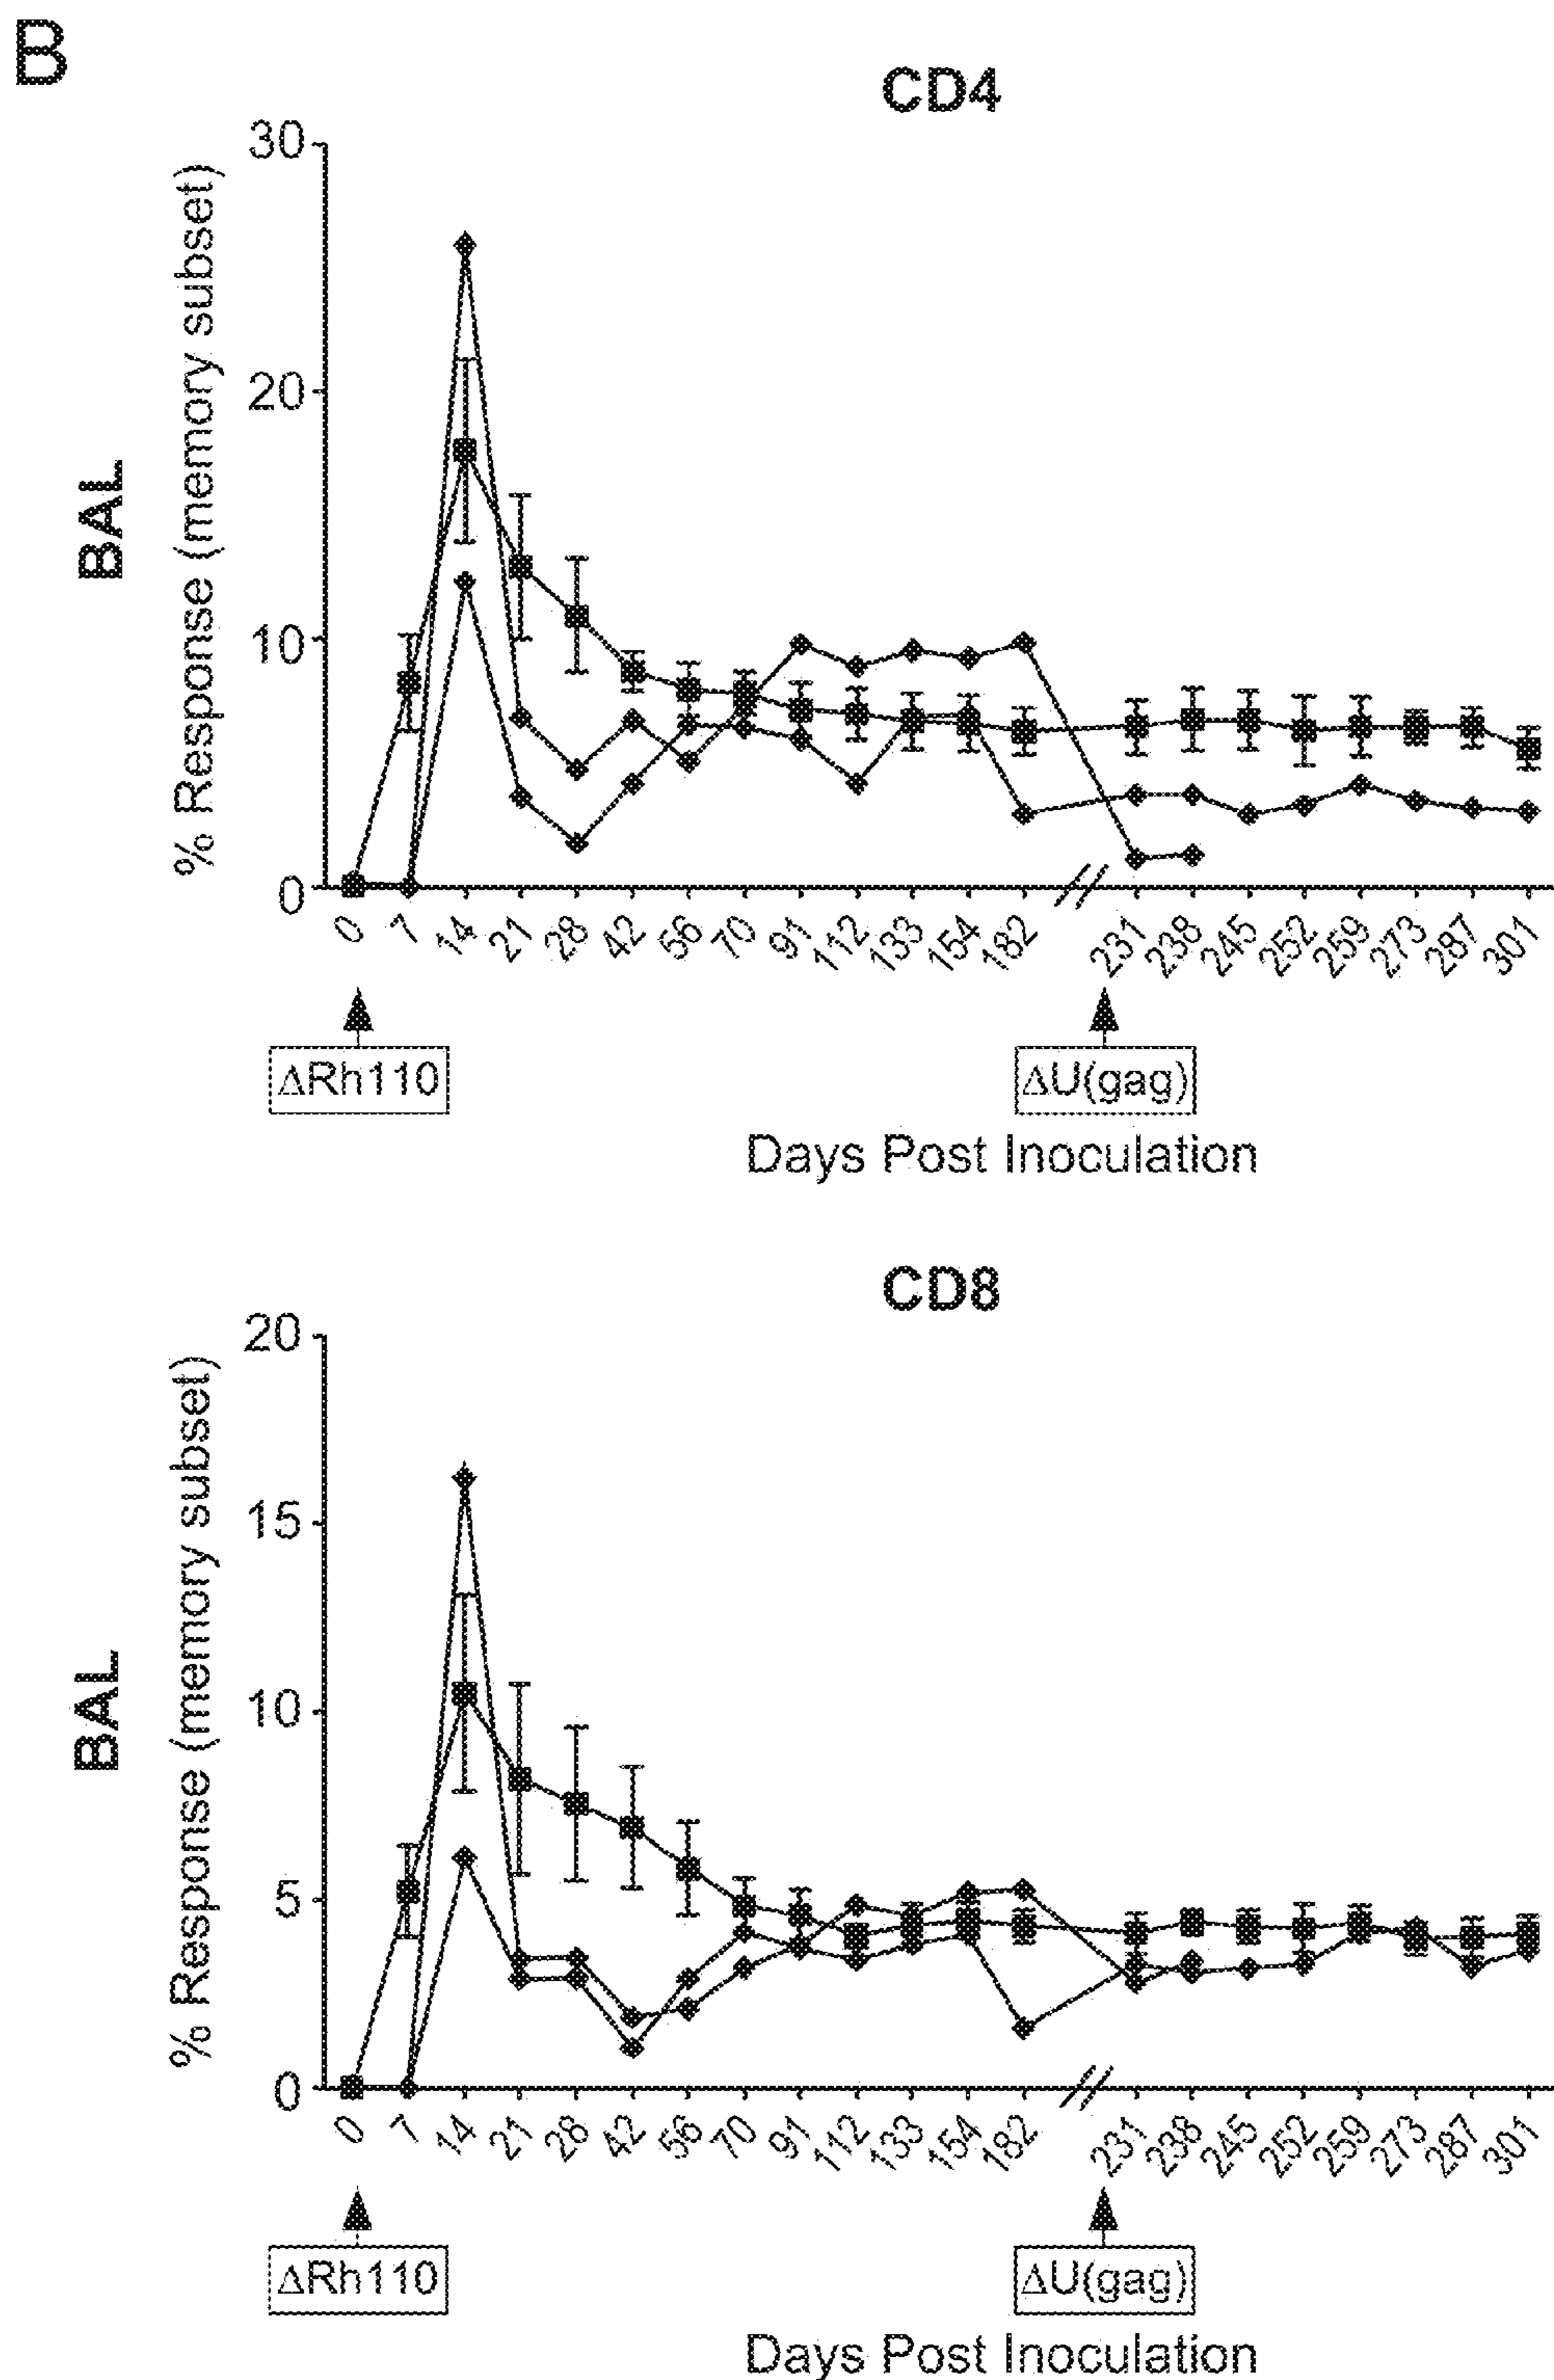 B
CD4
BAL
% Response (memory subset)
30
20
10
0
0 7 14 21 28 42 56 70 91 112 133 154 182 231 238 245 252 259 273 287 301
ΔRh110 ΔU(gag)
Days Post Inoculation
CD8
BAL
% Response (memory subset)
20
15
10
5
0
0 7 14 21 28 42 56 70 91 112 133 154 182 231 238 245 252 259 273 287 301
ΔRh110 ΔU(gag)
Days Post Inoculation